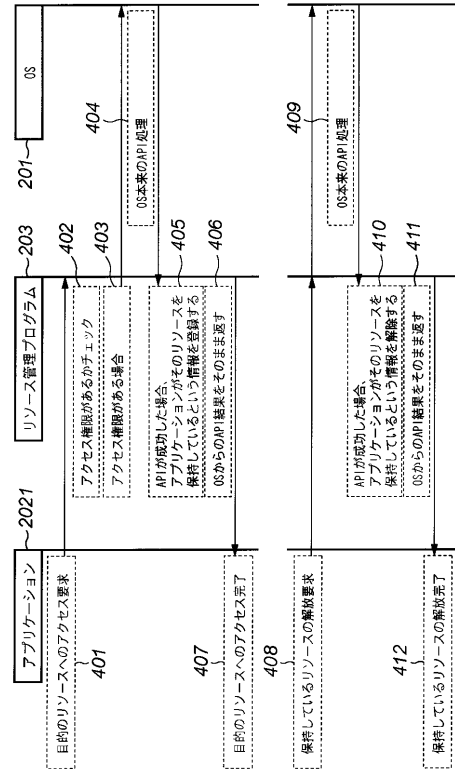 アプリケーション
2021
リソース管理プログラム
203
OS
201
目的のリソースへのアクセス要求
401
アクセス権限があるかチェック
402
アクセス権限がある場合
403
OS本来のAPI処理
404
APIが成功した場合、
アプリケーションがそのリソースを
保持しているという情報を登録する
405
OSからのAPI結果をそのまま返す
406
目的のリソースへのアクセス完了
407
保持しているリソースの解放要求
408
OS本来のAPI処理
409
APIが成功した場合、
アプリケーションがそのリソースを
保持しているという情報を解除する
410
OSからのAPI結果をそのまま返す
411
保持しているリソースの解放完了
412